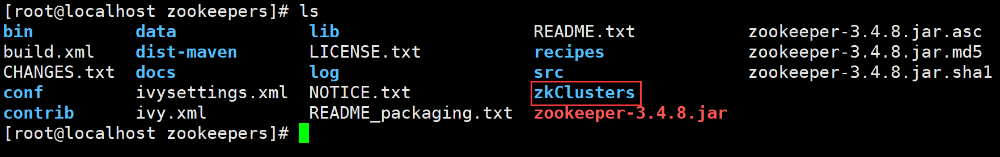 [root@localhost zookeepers]# ls
bin data lib README.txt zookeeper-3.4.8.jar.asc
build.xml dist-maven LICENSE.txt recipes zookeeper-3.4.8.jar.md5
CHANGES.txt docs log src zookeeper-3.4.8.jar.sha1
conf ivysettings.xml NOTICE.txt zkClusters
contrib ivy.xml README_packaging.txt zookeeper-3.4.8.jar
[root@localhost zookeepers]#